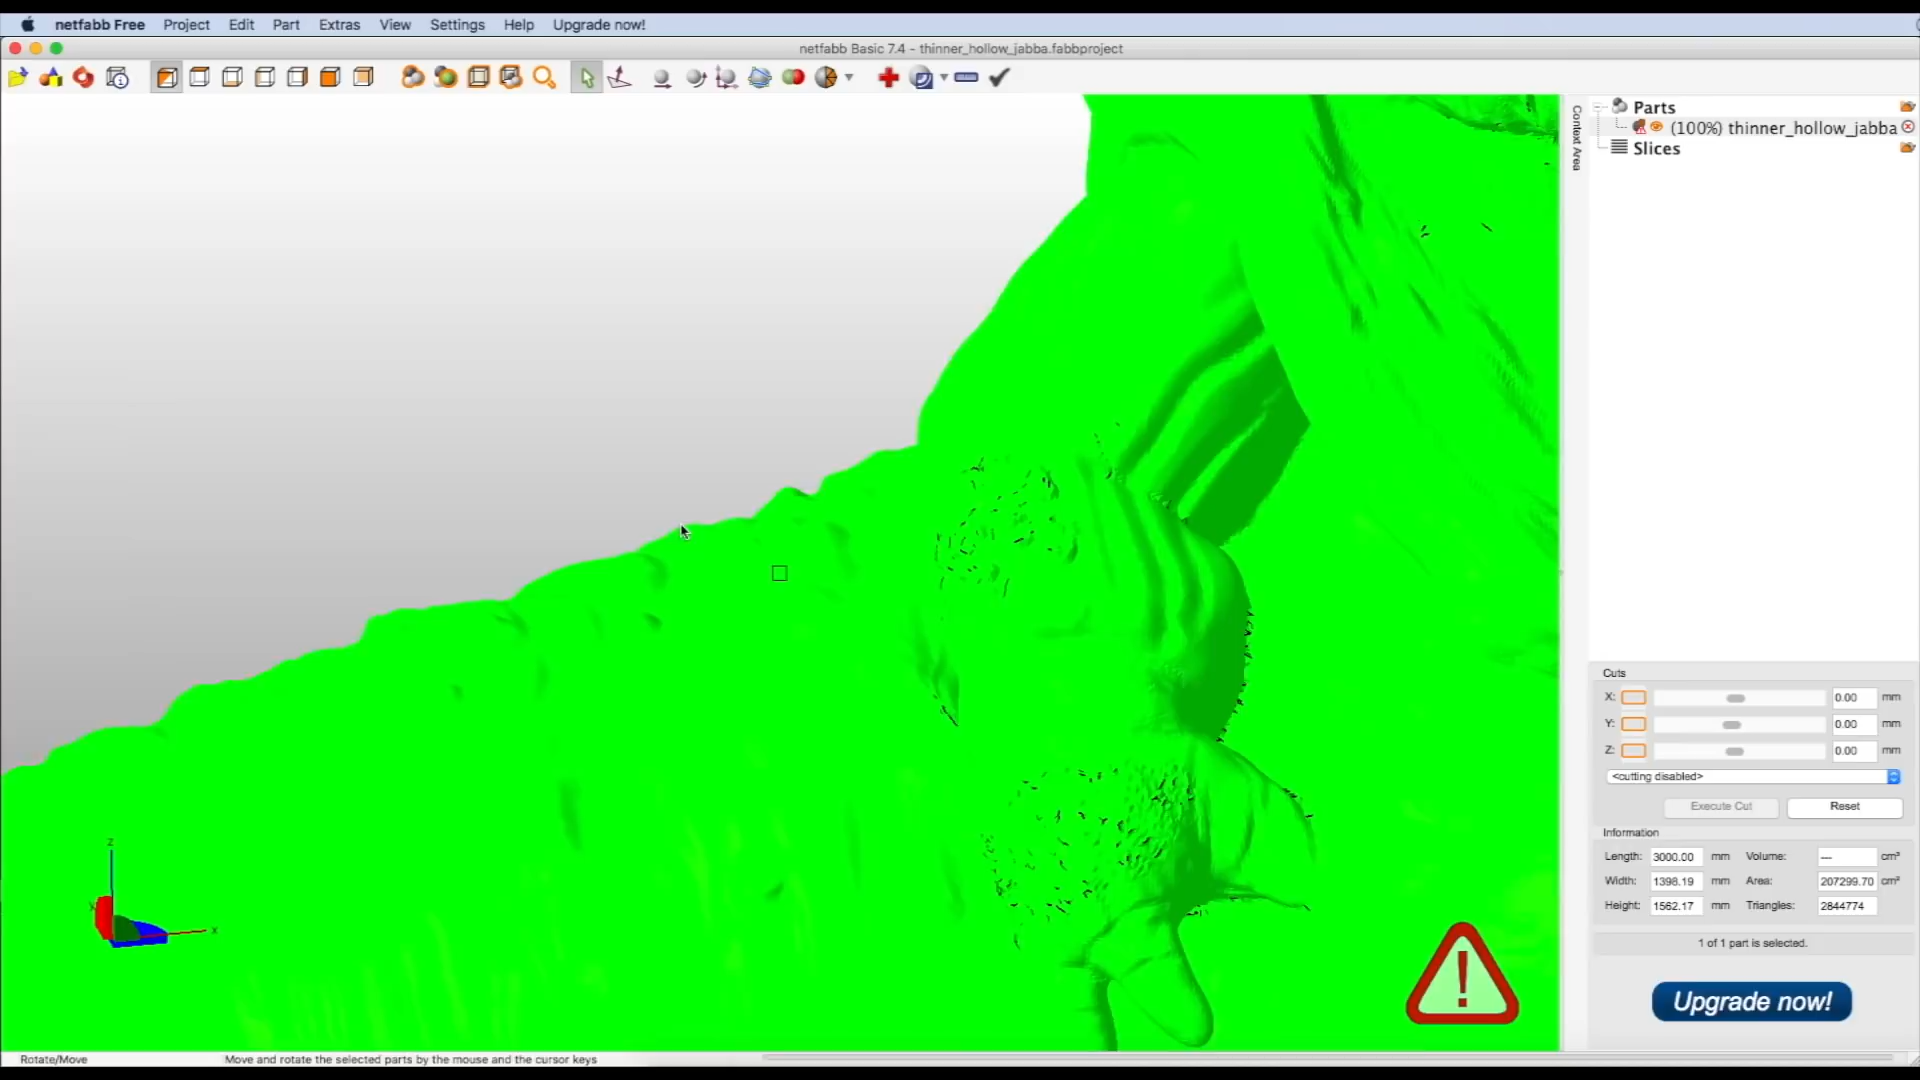 netfabb Free Project Edit Part Extras View Settings Help Upgrade now!
netfabb Basic 7.4 - thinner_hollow_jabba.fabbproject
Context Area
Parts
(100%) thinner_hollow_jabba
Slices
Cuts
X: 0.00 mm
Y: 0.00 mm
Z: 0.00 mm
<cutting disabled>
Execute Cut Reset
Information
Length: 3000.00 mm Volume: --- cm³
Width: 1398.19 mm Area: 207299.70 cm²
Height: 1562.17 mm Triangles: 2844774
1 of 1 part is selected.
Upgrade now!
z
x
Rotate/Move Move and rotate the selected parts by the mouse and the cursor keys